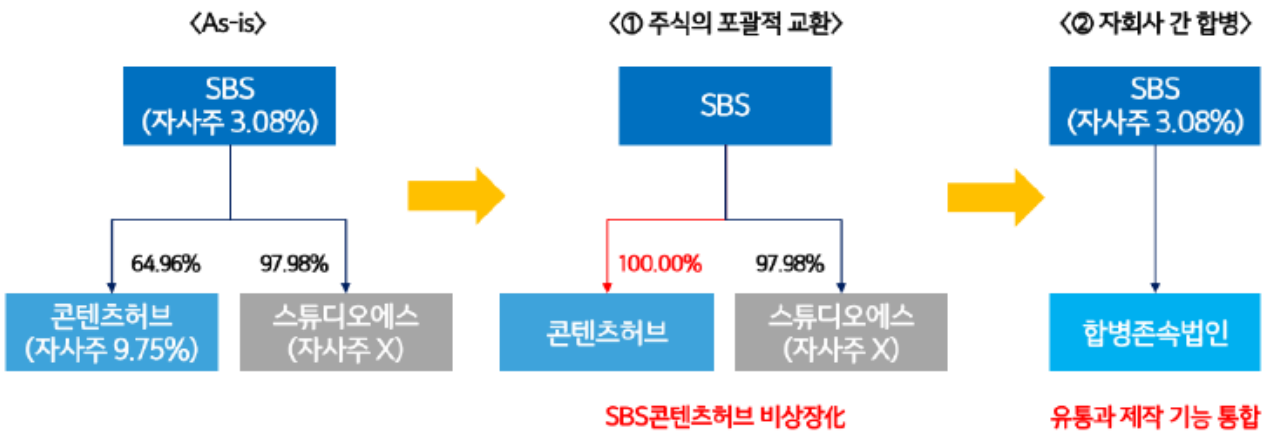 〈As-is〉
SBS
(자사주 3.08%)
64.96%
97.98%
콘텐츠허브
(자사주 9.75%)
스튜디오에스
(자사주 X)
〈① 주식의 포괄적 교환〉
SBS
100.00%
97.98%
콘텐츠허브
스튜디오에스
(자사주 X)
SBS콘텐츠허브 비상장化
〈② 자회사 간 합병〉
SBS
(자사주 3.08%)
합병존속법인
유통과 제작 기능 통합